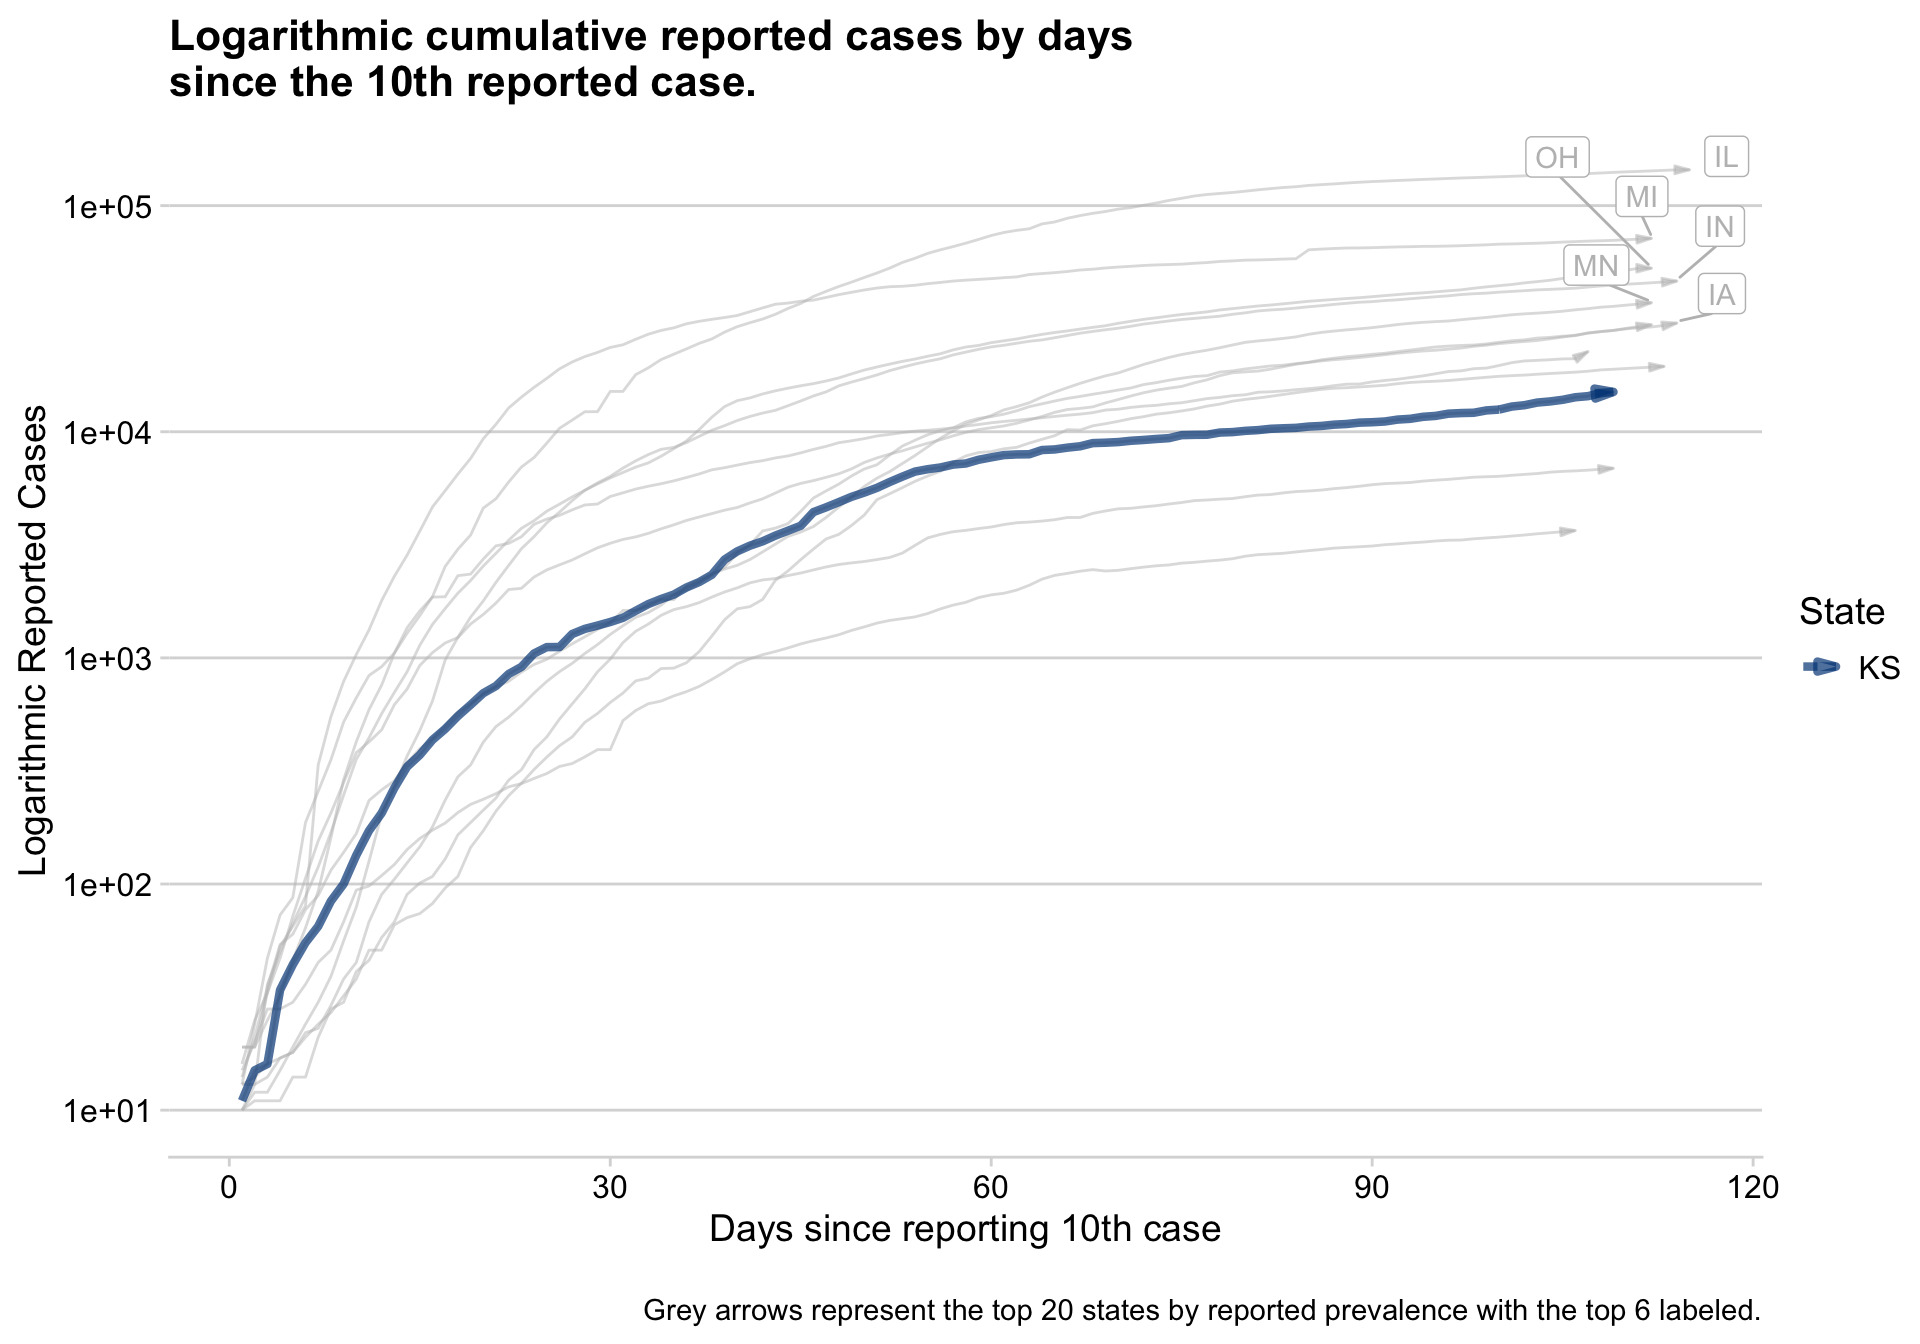 Logarithmic cumulative reported cases by days
since the 10th reported case.
OH
IL
MI
IN
MN
IA
1e+05
1e+04
1e+03
1e+02
1e+01
Logarithmic Reported Cases
State
KS
0 30 60 90 120
Days since reporting 10th case
Grey arrows represent the top 20 states by reported prevalence with the top 6 labeled.